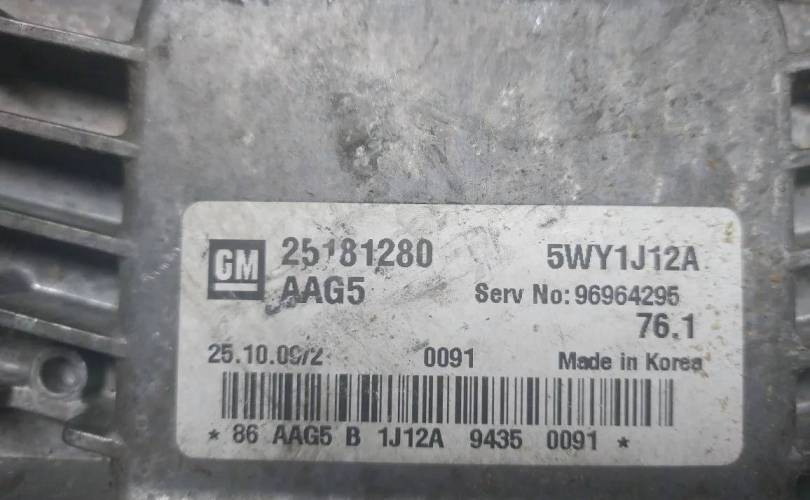 GM 25181280 5WY1J12A
AAG5 Serv No: 96964295
76.1
25.10.09/2 0091 Made in Korea
* 86 AAG5 B 1J12A 9435 0091 *